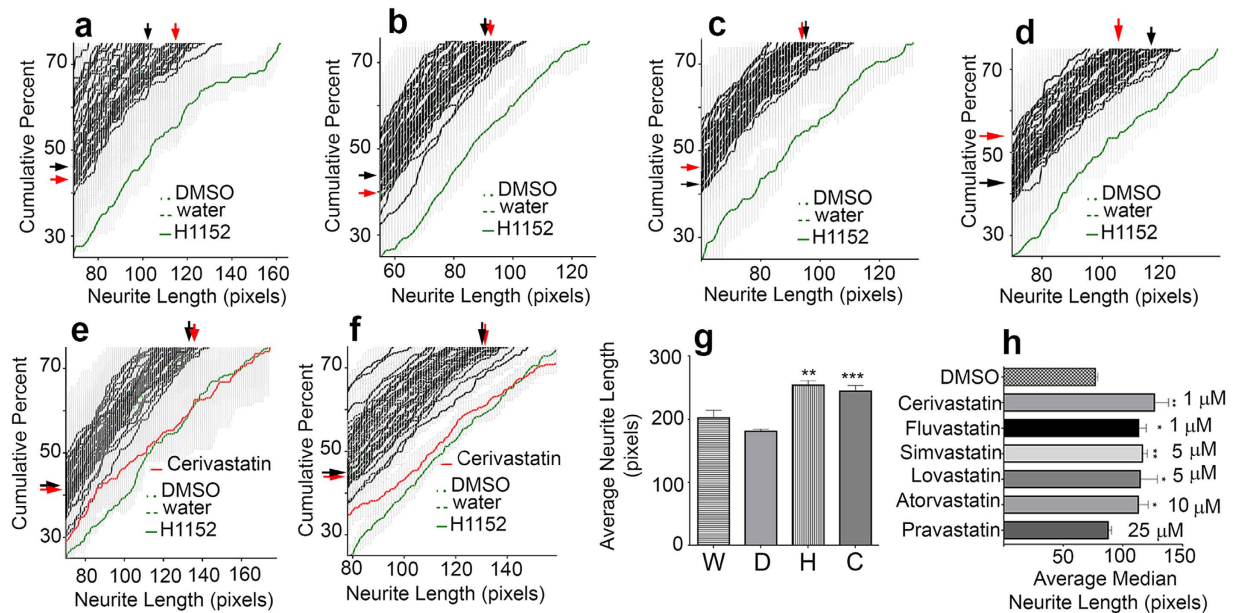 a
Cumulative Percent
70
50
30
DMSO
water
H1152
80 100 120 140 160
Neurite Length (pixels)
b
Cumulative Percent
70
50
30
DMSO
water
H1152
60 80 100 120
Neurite Length (pixels)
c
Cumulative Percent
70
50
30
DMSO
water
H1152
80 100 120
Neurite Length (pixels)
d
Cumulative Percent
70
50
30
DMSO
water
H1152
80 100 120
Neurite Length (pixels)
e
Cumulative Percent
70
50
30
Cerivastatin
DMSO
water
H1152
80 100 120 140 160
Neurite Length (pixels)
f
Cumulative Percent
70
50
30
Cerivastatin
DMSO
water
H1152
80 100 120 140
Neurite Length (pixels)
g
Average Neurite Length
(pixels)
300
200
260
0
** ***
W D H C
h
DMSO
Cerivastatin ** 1 μM
Fluvastatin * 1 μM
Simvastatin ** 5 μM
Lovastatin * 5 μM
Atorvastatin * 10 μM
Pravastatin 25 μM
50 100 150
Average Median
Neurite Length (pixels)